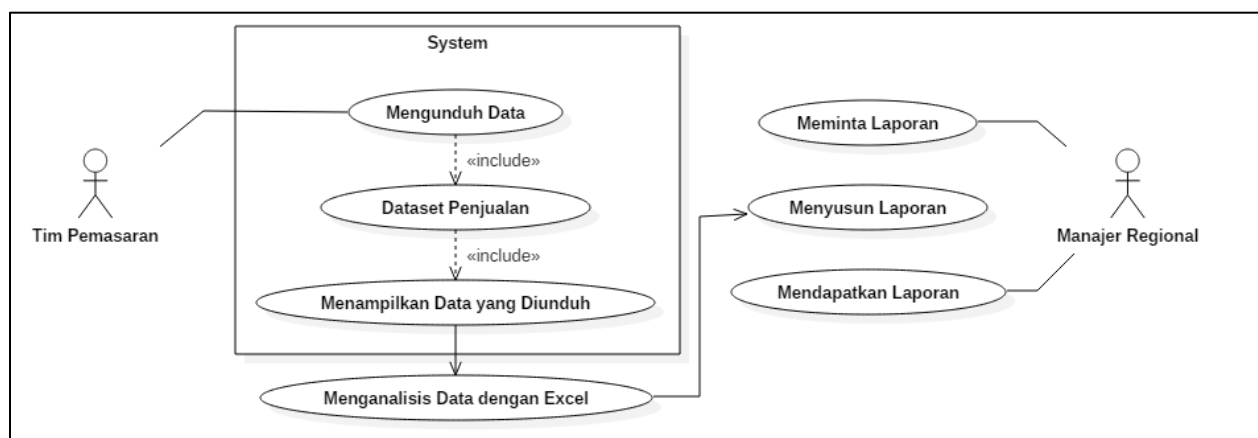 System
Mengunduh Data
Meminta Laporan
«include»
Dataset Penjualan
Menyusun Laporan
Tim Pemasaran
Manajer Regional
«include»
Menampilkan Data yang Diunduh
Mendapatkan Laporan
Menganalisis Data dengan Excel